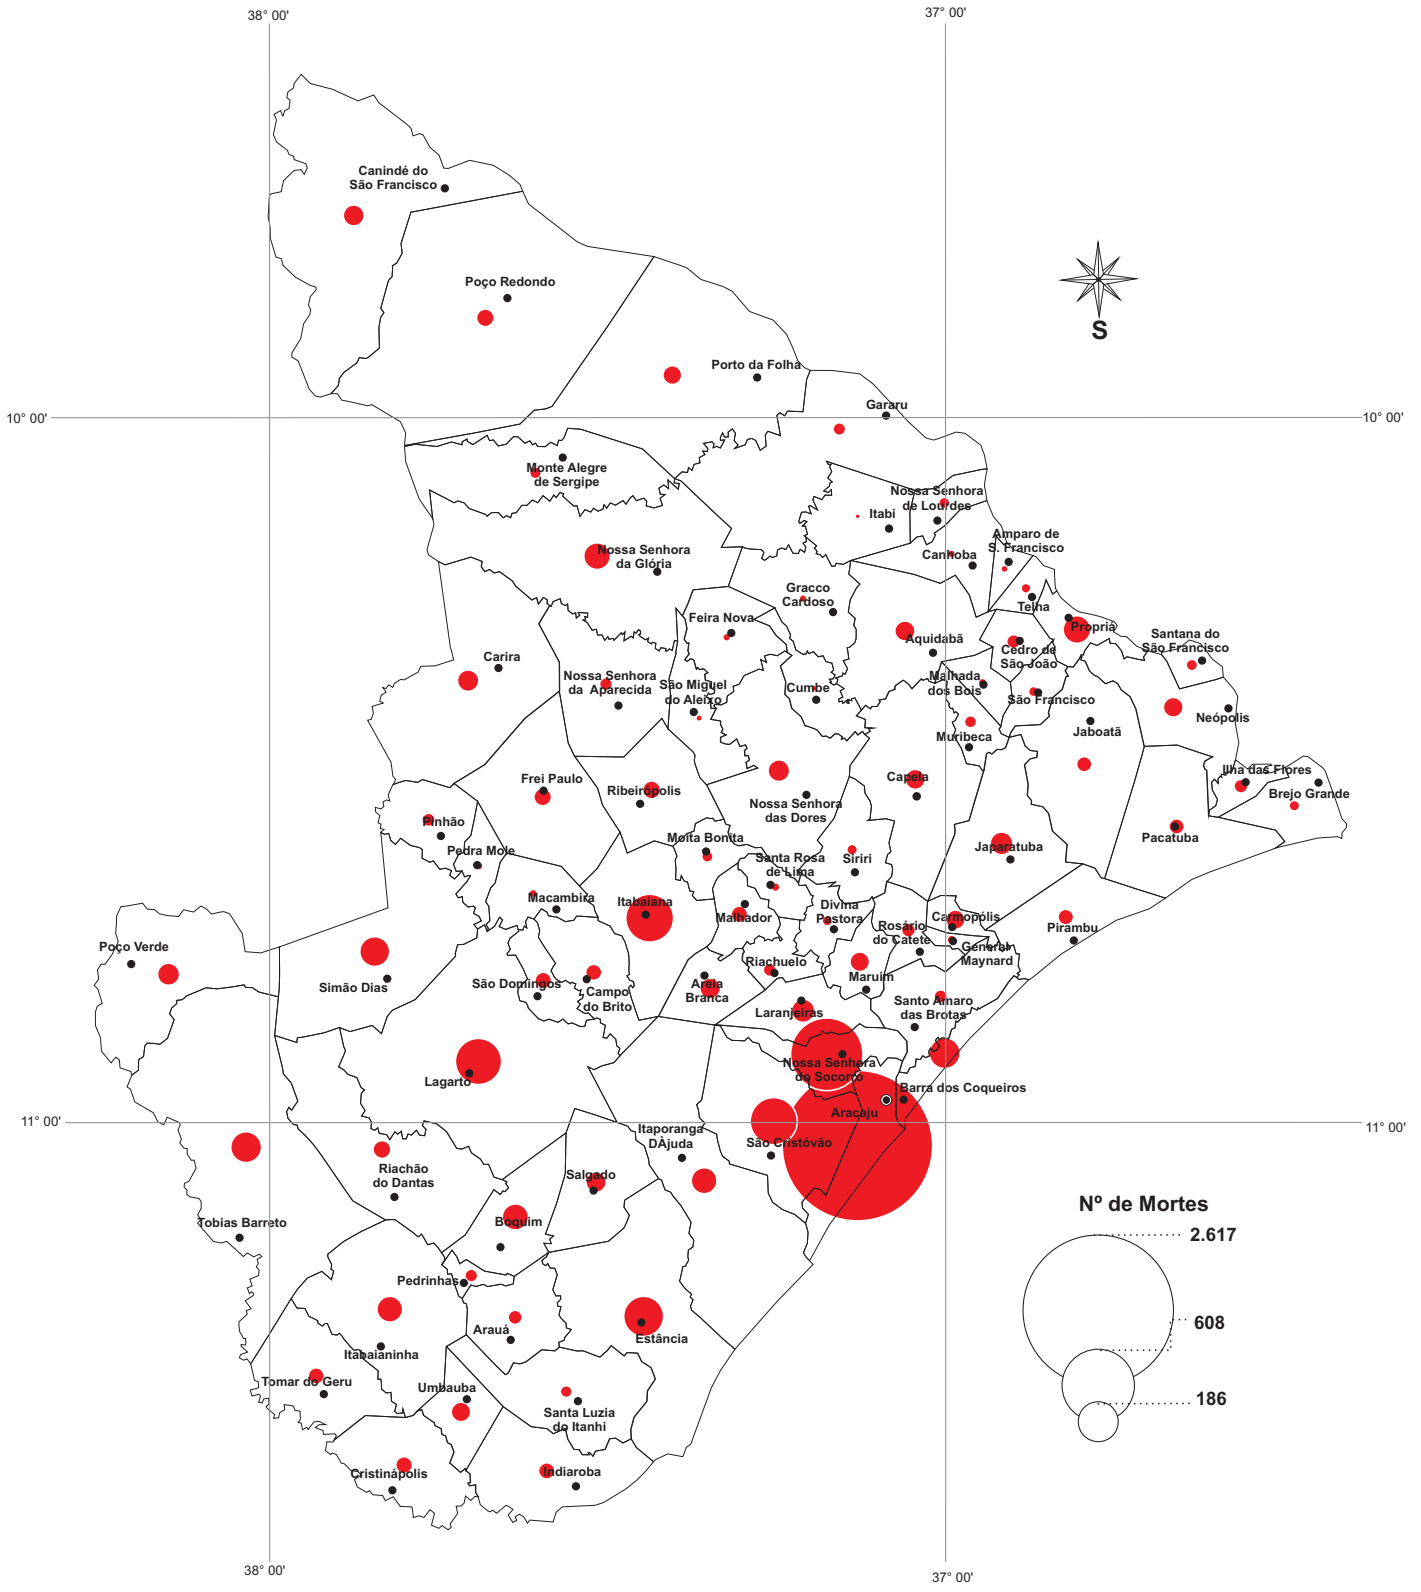 38° 00'
37° 00'
Canindé do
São Francisco
Poço Redondo
S
Porto da Folha
Gararu
10° 00'
10° 00'
Monte Alegre
de Sergipe
Nossa Senhora
de Lourdes
Itabi
Amparo de
S. Francisco
Canhoba
Nossa Senhora
da Glória
Gracco
Cardoso
Telha
Feira Nova
Propriá
Aquidabã
Santana do
São Francisco
Cedro de
São João
Carira
Nossa Senhora
da Aparecida
São Miguel
do Aleixo
Cumbe
Malhada
dos Bois
São Francisco
Neópolis
Jaboatã
Muribeca
Frei Paulo
Ribeirópolis
Capela
Ilha das Flores
Brejo Grande
Nossa Senhora
das Dores
Pinhão
Moita Bonita
Pacatuba
Pedra Mole
Santa Rosa
de Lima
Siriri
Japaratuba
Macambira
Itabaiana
Malhador
Divina
Pastora
Carmopólis
Rosário
do Catete
Pirambu
Poço Verde
General
Maynard
Riachuelo
Simão Dias
São Domingos
Campo
do Brito
Areia
Branca
Maruim
Laranjeiras
Santo Amaro
das Brotas
Nossa Senhora
do Socorro
Lagarto
Barra dos Coqueiros
Aracaju
11° 00'
11° 00'
Itaporanga
DÀjuda
São Cristóvão
Riachão
do Dantas
Salgado
Tobias Barreto
Boquim
Nº de Mortes
2.617
Pedrinhas
608
Arauá
Estância
Itabaianinha
Tomar do Geru
Umbauba
186
Santa Luzia
do Itanhi
Cristinápolis
Indiaroba
38° 00'
37° 00'